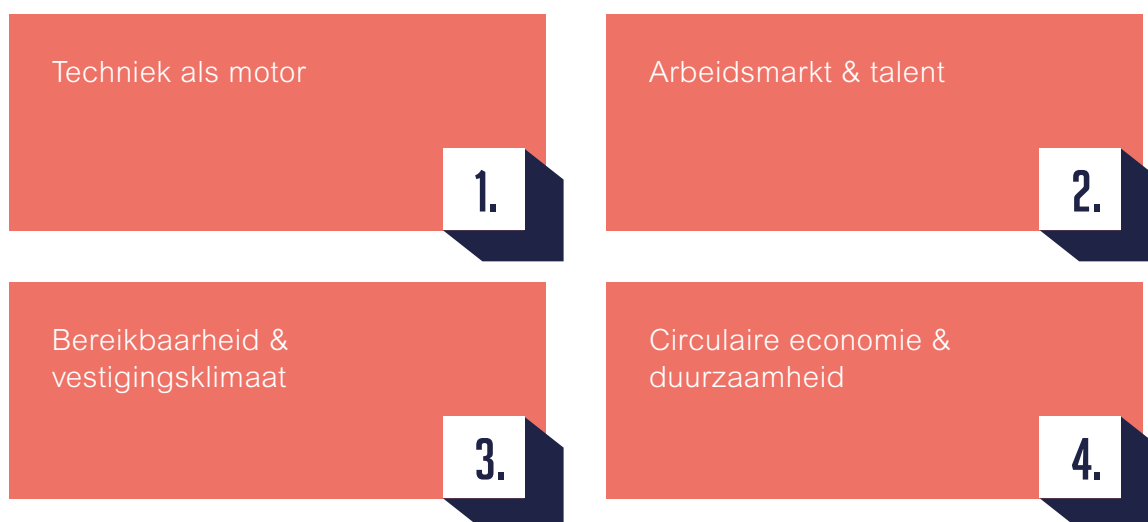 Techniek als motor
1.
Arbeidsmarkt & talent
2.
Bereikbaarheid &
vestigingsklimaat
3.
Circulaire economie &
duurzaamheid
4.